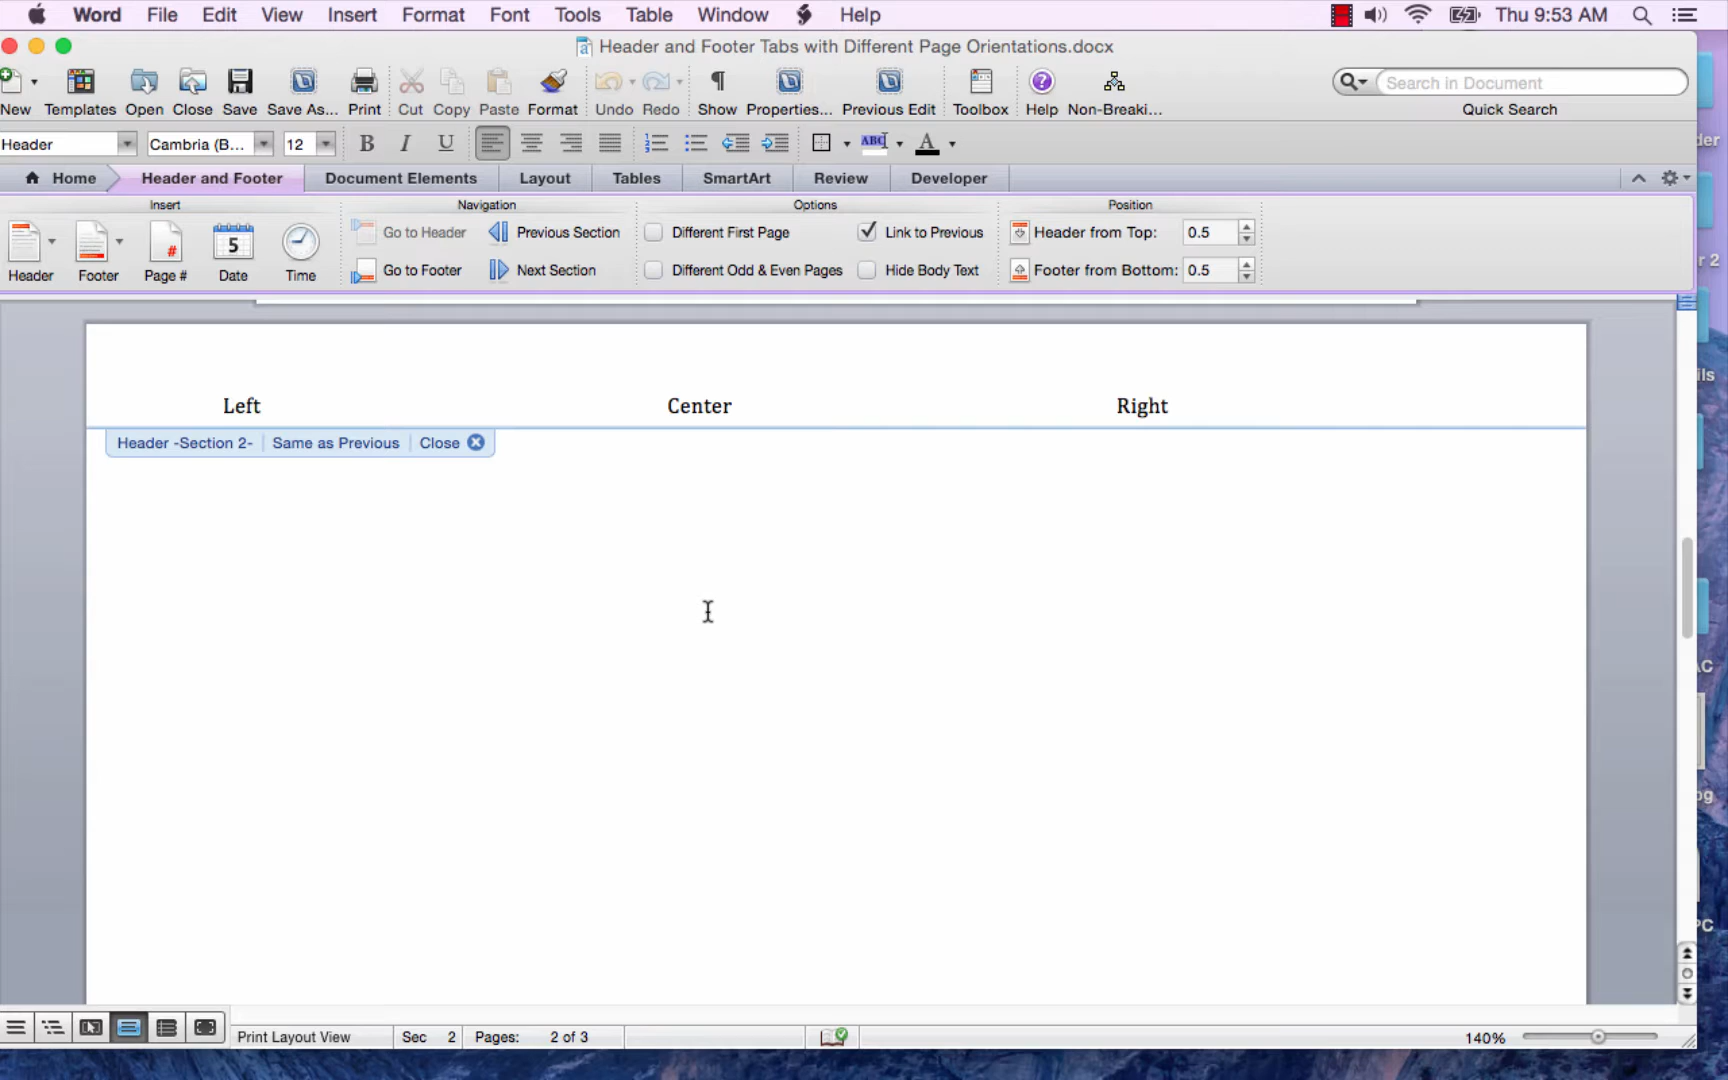 Word File Edit View Insert Format Font Tools Table Window Help Thu 9:53 AM
Header and Footer Tabs with Different Page Orientations.docx
New Templates Open Close Save Save As... Print Cut Copy Paste Format Undo Redo Show Properties... Previous Edit Toolbox Help Non-Breaki... Search in Document
Quick Search
Header Cambria (B... 12 B I U ABC A
Home Header and Footer Document Elements Layout Tables SmartArt Review Developer
Insert Navigation Options Position
Go to Header Previous Section Different First Page Link to Previous Header from Top: 0.5
Header Footer Page # Date Time Go to Footer Next Section Different Odd & Even Pages Hide Body Text Footer from Bottom: 0.5
Left Center Right
Header -Section 2- Same as Previous Close
Print Layout View Sec 2 Pages: 2 of 3 140%